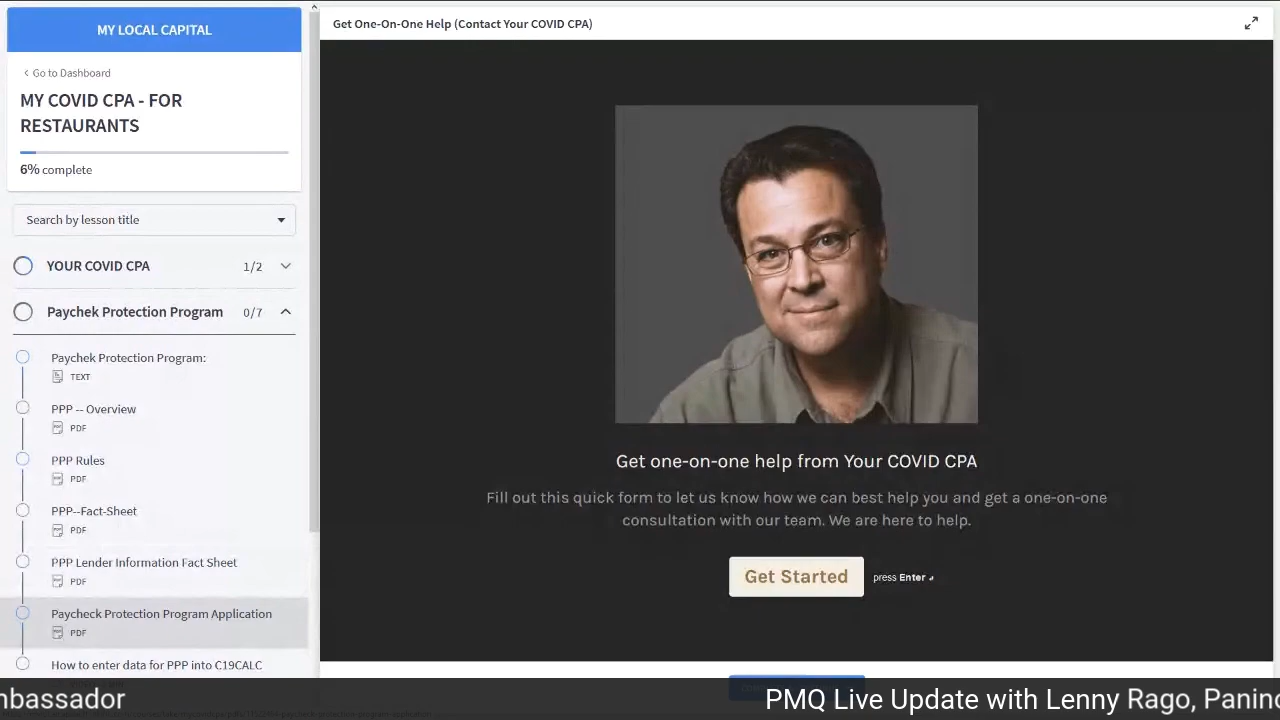 MY LOCAL CAPITAL
Go to Dashboard
MY COVID CPA - FOR
RESTAURANTS
6% complete
Search by lesson title
YOUR COVID CPA 1/2
Paychek Protection Program 0/7
Paychek Protection Program:
TEXT
PPP -- Overview
PDF
PPP Rules
PDF
PPP--Fact-Sheet
PDF
PPP Lender Information Fact Sheet
PDF
Paycheck Protection Program Application
PDF
How to enter data for PPP into C19CALC
Get One-On-One Help (Contact Your COVID CPA)
Get one-on-one help from Your COVID CPA
Fill out this quick form to let us know how we can best help you and get a one-on-one
consultation with our team. We are here to help.
Get Started press Enter
mbassador PMQ Live Update with Lenny Rago, Panino